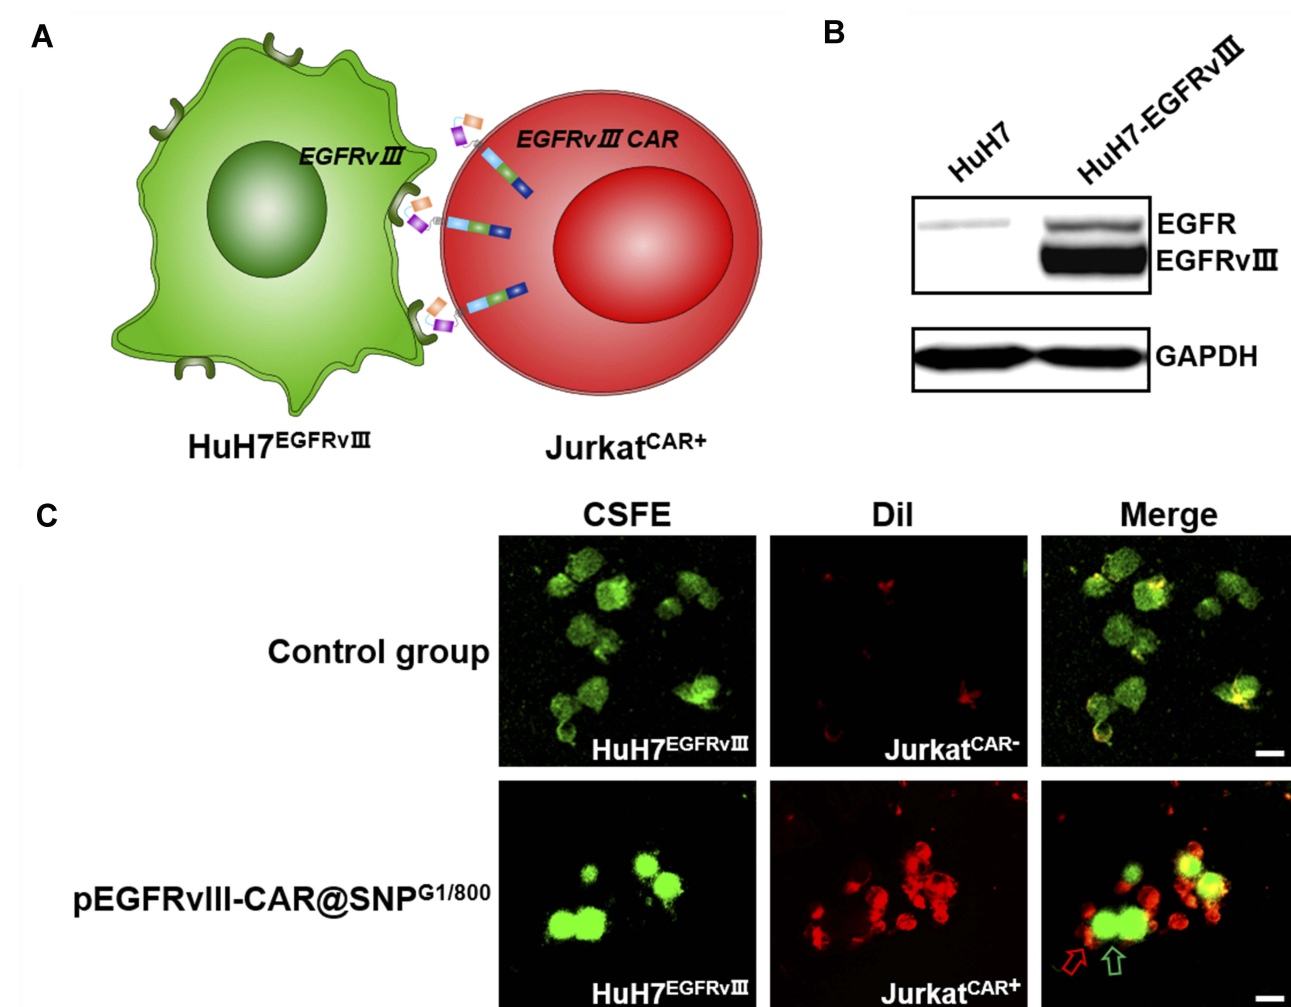 A
EGFRvⅢ
EGFRvⅢ CAR
HuH7EGFRvⅢ
JurkatCAR+
B
HuH7
HuH7-EGFRvⅢ
EGFR
EGFRvⅢ
GAPDH
C
CSFE
Dil
Merge
Control group
HuH7EGFRvⅢ
JurkatCAR-
pEGFRvIII-CAR@SNPG1/800
HuH7EGFRvⅢ
JurkatCAR+